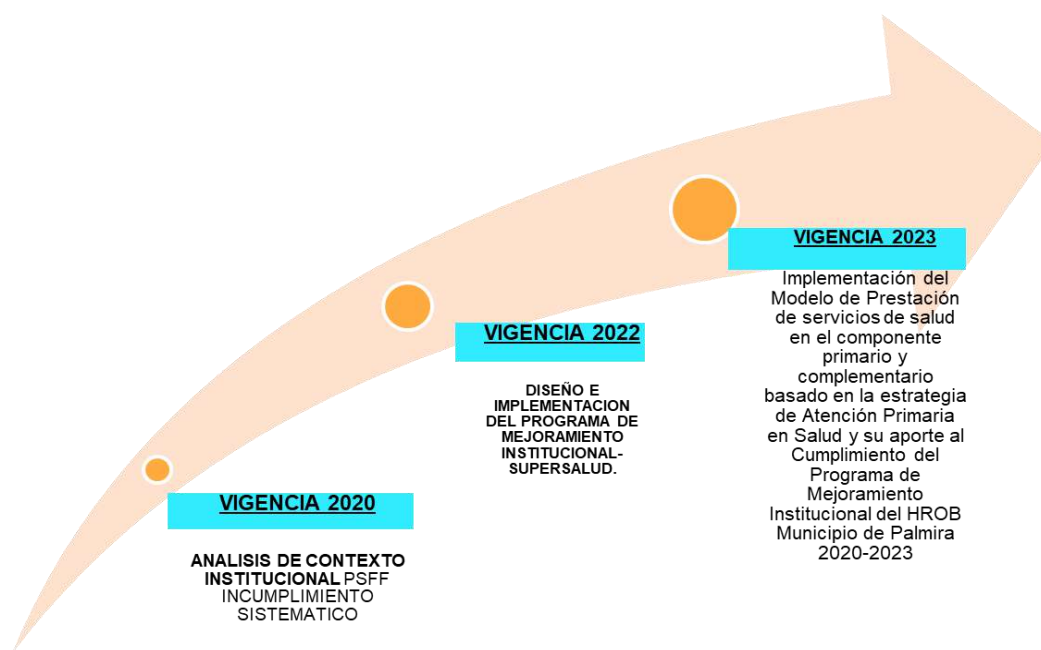 VIGENCIA 2020
ANALISIS DE CONTEXTO
INSTITUCIONAL PSFF
INCUMPLIMIENTO
SISTEMATICO
VIGENCIA 2022
DISEÑO E
IMPLEMENTACION
DEL PROGRAMA DE
MEJORAMIENTO
INSTITUCIONAL-
SUPERSALUD.
VIGENCIA 2023
Implementación del
Modelo de Prestación
de servicios de salud
en el componente
primario y
complementario
basado en la estrategia
de Atención Primaria
en Salud y su aporte al
Cumplimiento del
Programa de
Mejoramiento
Institucional del HROB
Municipio de Palmira
2020-2023